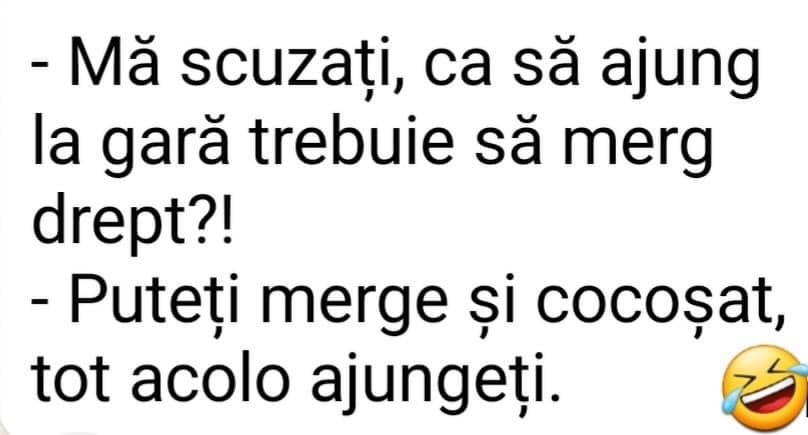 - Mă scuzați, ca să ajung
la gară trebuie să merg
drept?!
- Puteți merge și cocoșat,
tot acolo ajungeți.